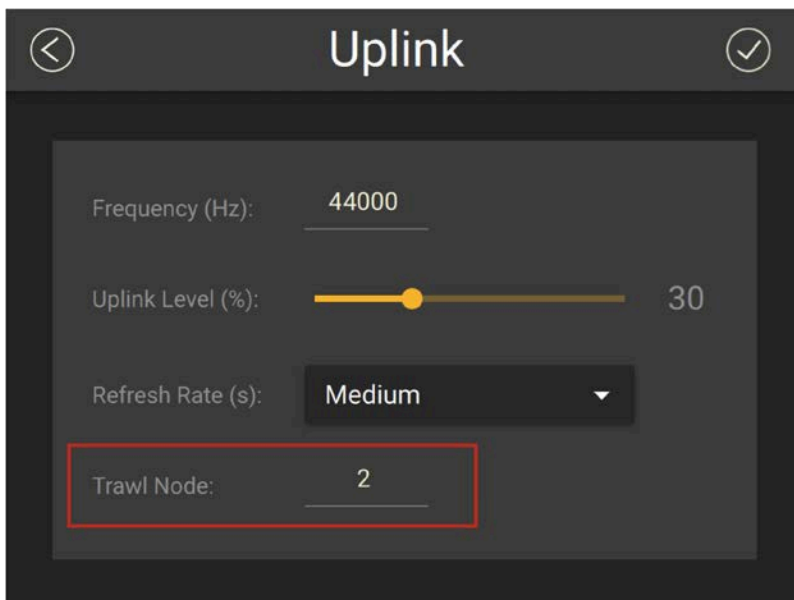 Uplink
Frequency (Hz): 44000
Uplink Level (%): 30
Refresh Rate (s): Medium
Trawl Node: 2